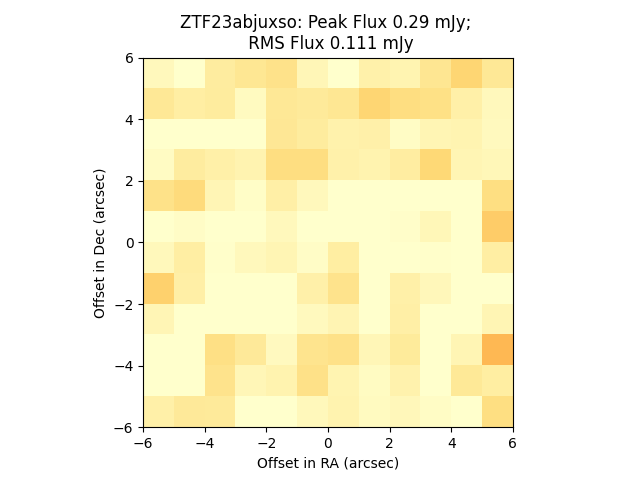 ZTF23abjuxso: Peak Flux 0.29 mJy;
RMS Flux 0.111 mJy
6
4
2
0
−2
−4
−6
Offset in Dec (arcsec)
−6 −4 −2 0 2 4 6
Offset in RA (arcsec)